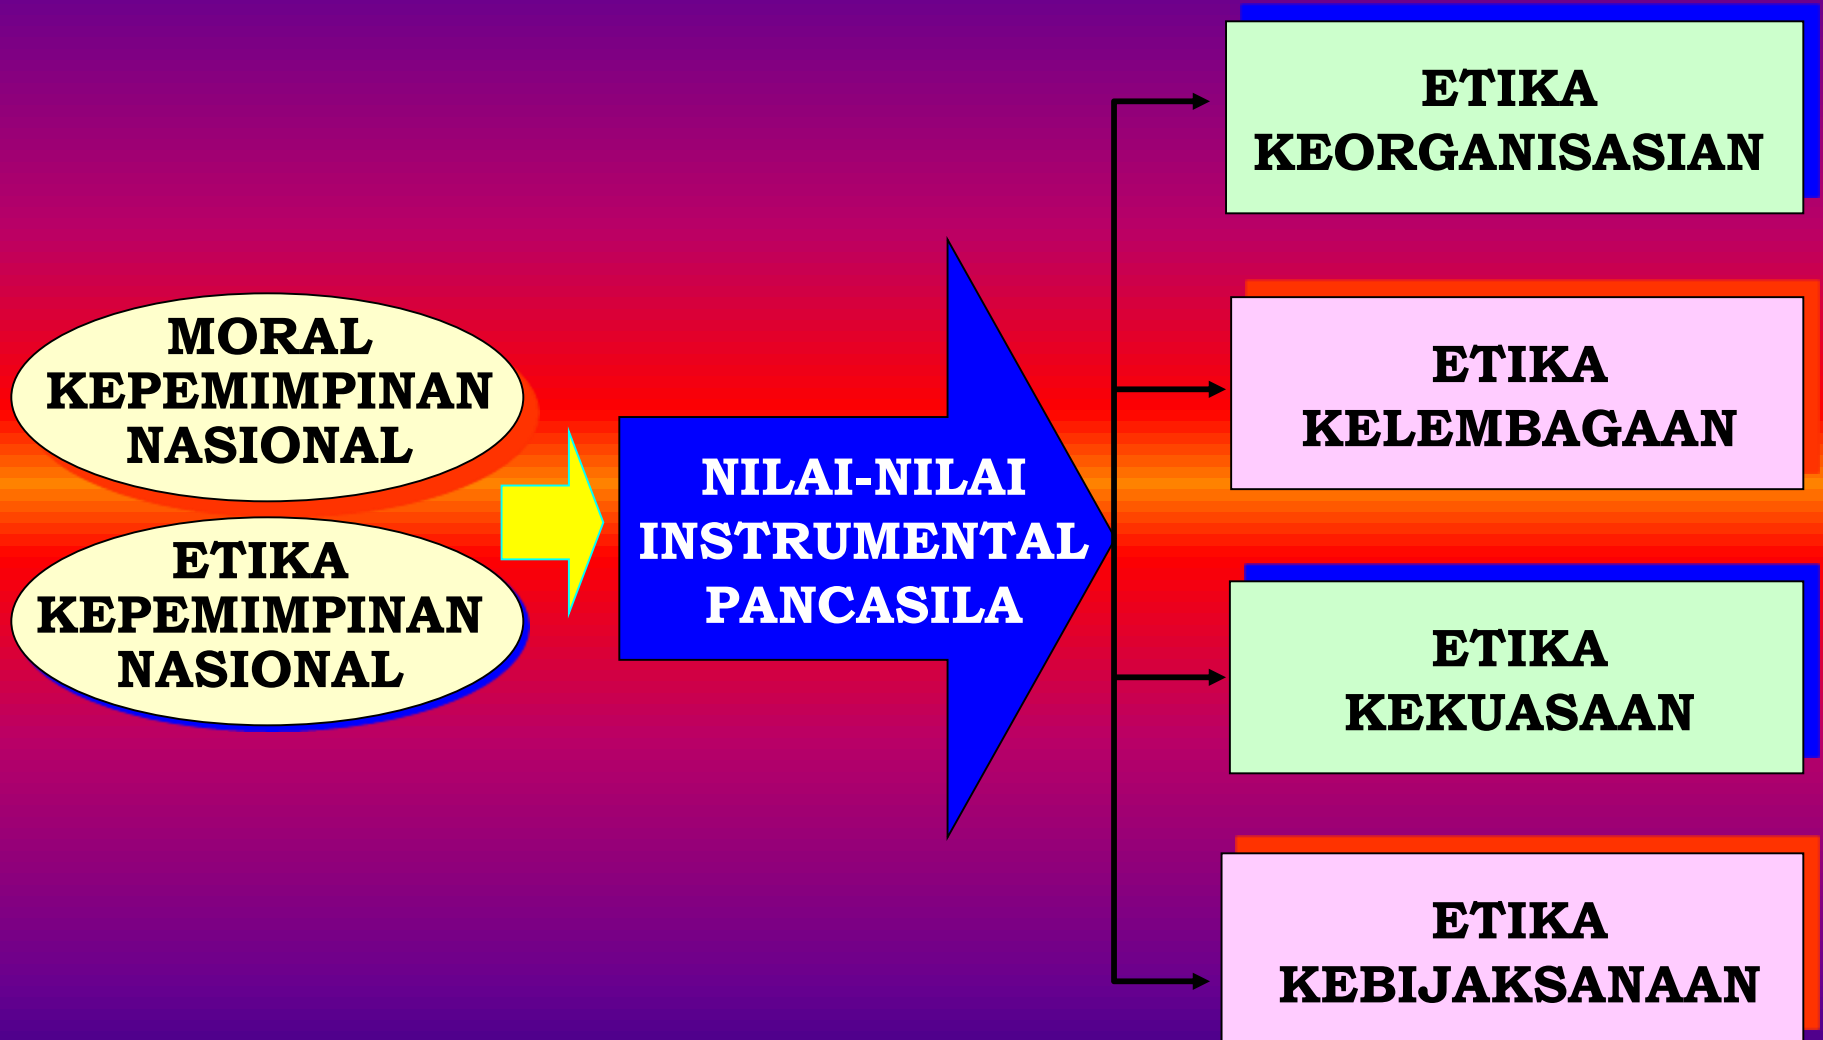 MORAL
KEPEMIMPINAN
NASIONAL
ETIKA
KEPEMIMPINAN
NASIONAL
NILAI-NILAI
INSTRUMENTAL
PANCASILA
ETIKA
KEORGANISASIAN
ETIKA
KELEMBAGAAN
ETIKA
KEKUASAAN
ETIKA
KEBIJAKSANAAN